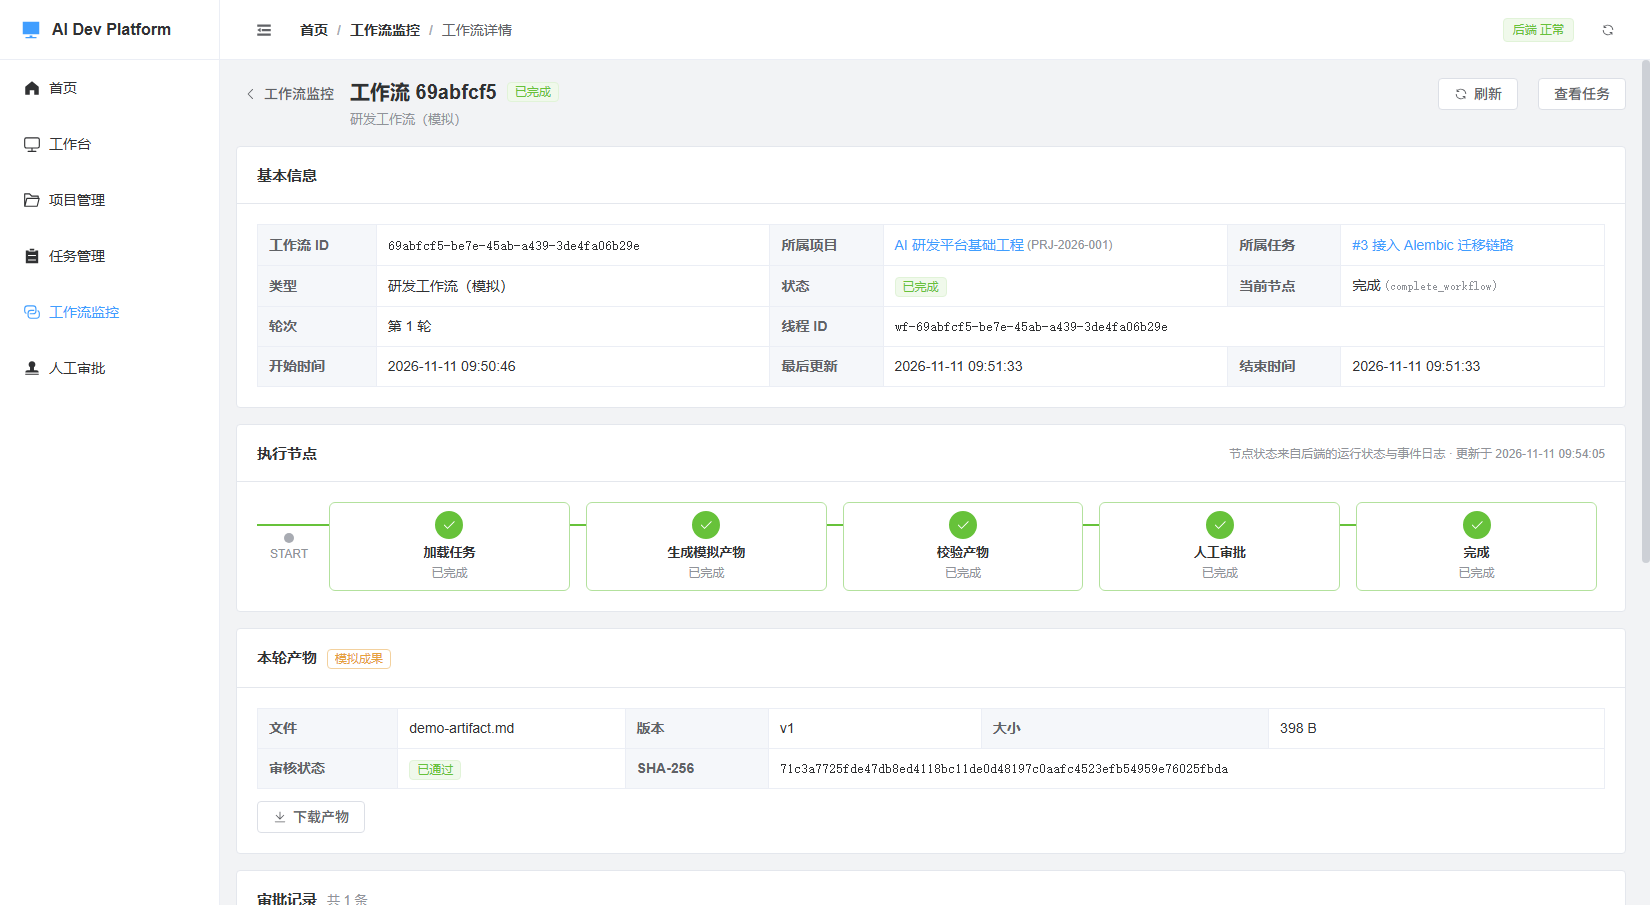 AI Dev Platform
首页 / 工作流监控 / 工作流详情
后端 正常
首页
工作台
项目管理
任务管理
工作流监控
人工审批
工作流监控
工作流 69abfcf5
已完成
研发工作流（模拟）
刷新
查看任务
基本信息
工作流 ID 69abfcf5-be7e-45ab-a439-3de4fa06b29e 所属项目 AI 研发平台基础工程 (PRJ-2026-001) 所属任务 #3 接入 Alembic 迁移链路
类型 研发工作流（模拟） 状态 已完成 当前节点 完成 (complete_workflow)
轮次 第 1 轮 线程 ID wf-69abfcf5-be7e-45ab-a439-3de4fa06b29e
开始时间 2026-11-11 09:50:46 最后更新 2026-11-11 09:51:33 结束时间 2026-11-11 09:51:33
执行节点
节点状态来自后端的运行状态与事件日志 · 更新于 2026-11-11 09:54:05
START
加载任务
已完成
生成模拟产物
已完成
校验产物
已完成
人工审批
已完成
完成
已完成
本轮产物 模拟成果
文件 demo-artifact.md 版本 v1 大小 398 B
审核状态 已通过 SHA-256 71c3a7725fde47db8ed4118bc11de0d48197c0aafc4523efb54959e76025fbda
下载产物
审批记录 共 1 条